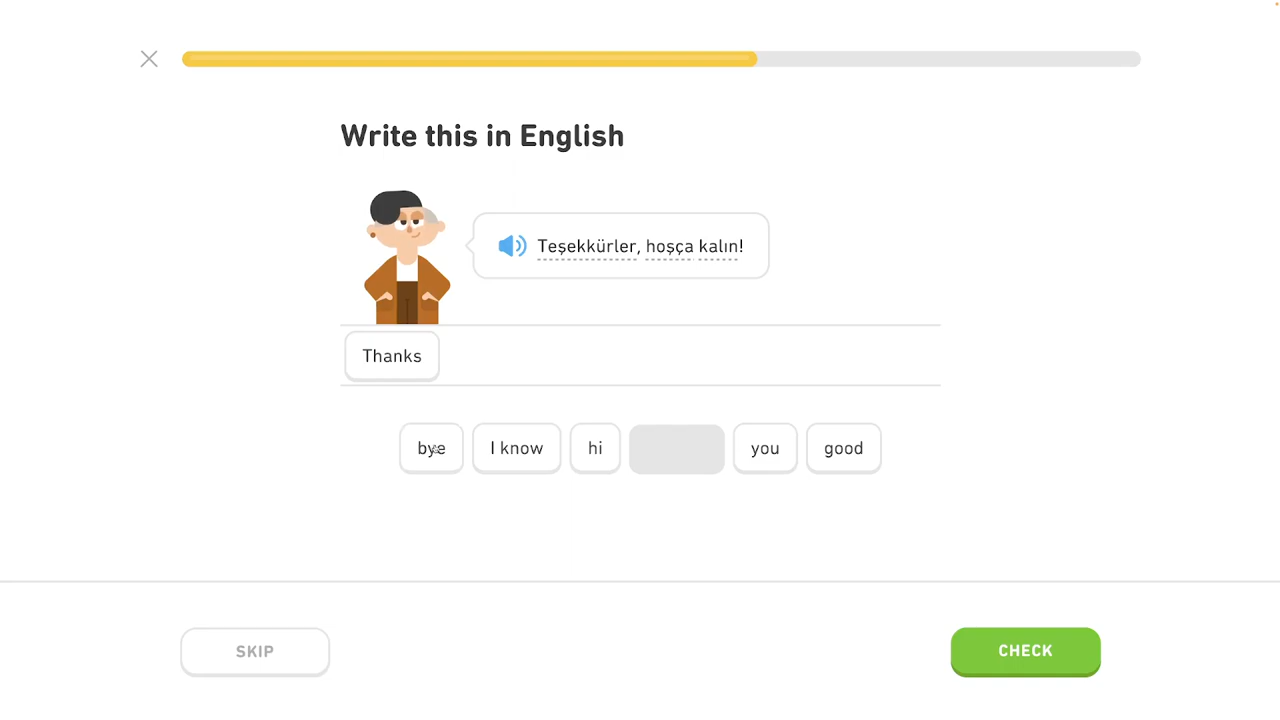 Write this in English
Teşekkürler, hoşça kalın!
Thanks
bye I know hi you good
SKIP CHECK